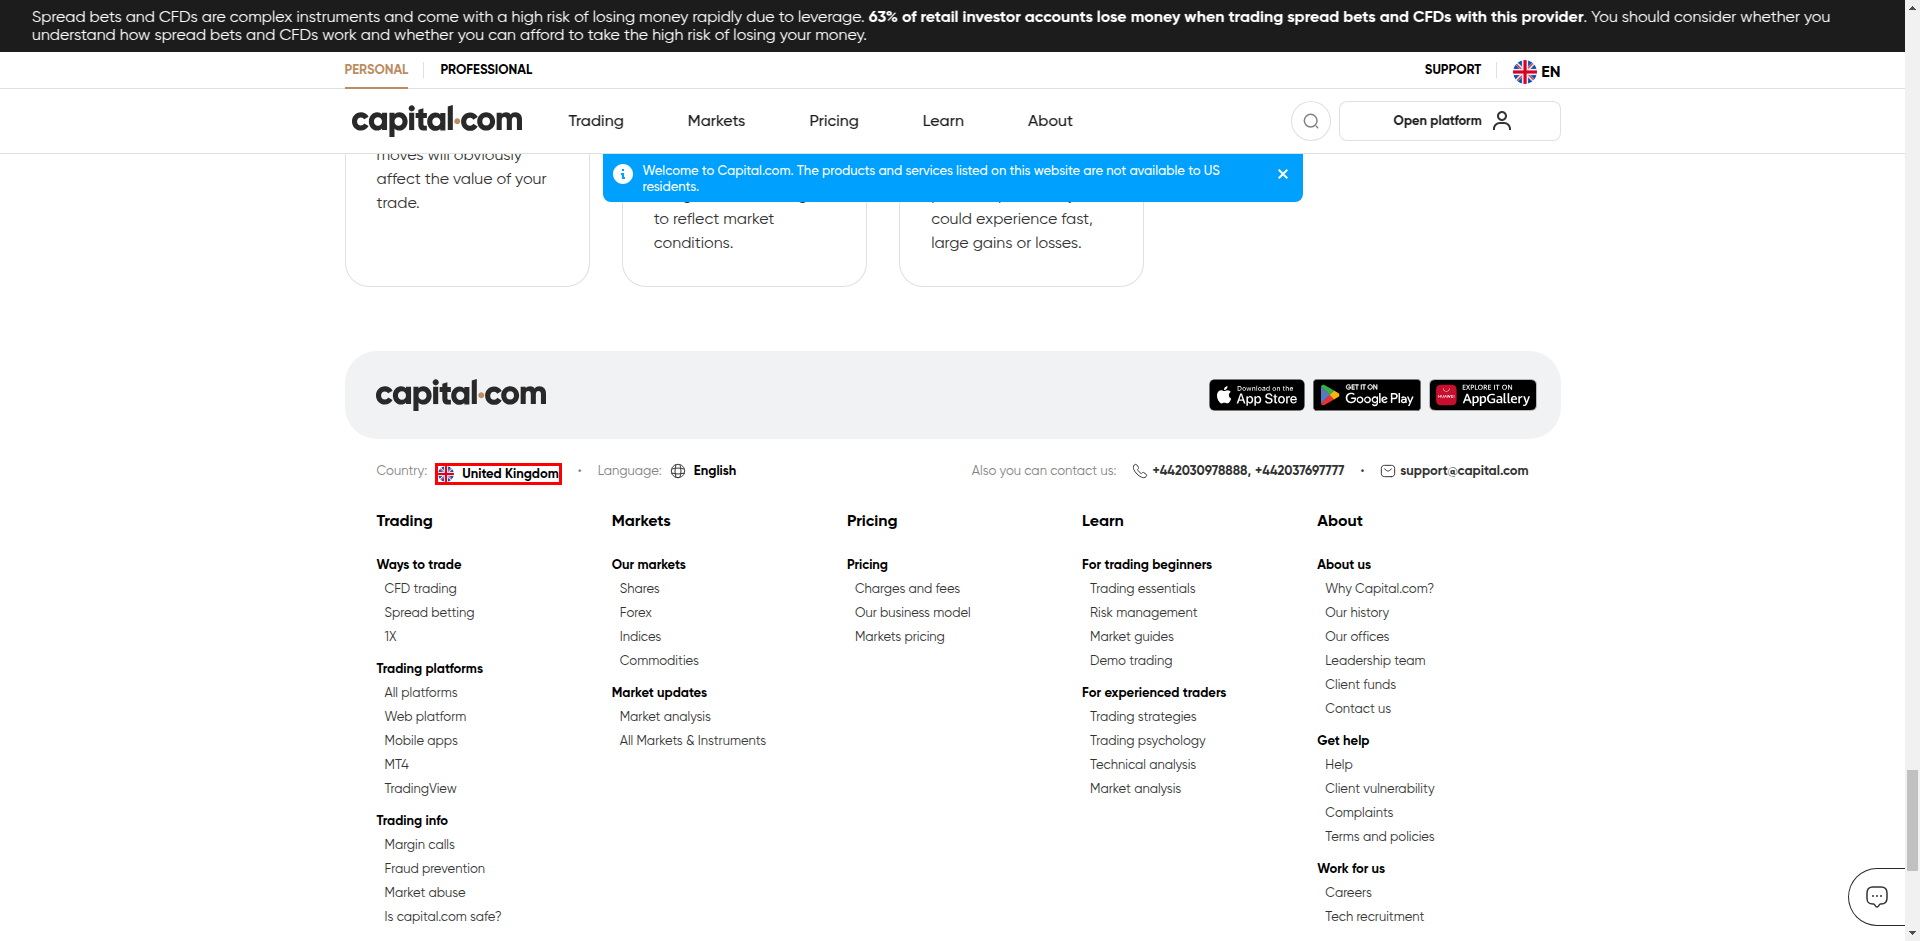 Spread bets and CFDs are complex instruments and come with a high risk of losing money rapidly due to leverage. 63% of retail investor accounts lose money when trading spread bets and CFDs with this provider. You should consider whether you
understand how spread bets and CFDs work and whether you can afford to take the high risk of losing your money.
PERSONAL
PROFESSIONAL
SUPPORT
EN
capital.com
Trading
Markets
Pricing
Learn
About
Open platform
Welcome to Capital.com. The products and services listed on this website are not available to US
residents.
moves will obviously
affect the value of your
trade.
to reflect market
conditions.
could experience fast,
large gains or losses.
capital.com
Download on the
App Store
GET IT ON
Google Play
HUAWEI
EXPLORE IT ON
AppGallery
Country: United Kingdom
Language: English
Also you can contact us: +442030978888, +442037697777 • support@capital.com
Trading
Ways to trade
CFD trading
Spread betting
1X
Trading platforms
All platforms
Web platform
Mobile apps
MT4
TradingView
Trading info
Margin calls
Fraud prevention
Market abuse
Is capital.com safe?
Markets
Our markets
Shares
Forex
Indices
Commodities
Market updates
Market analysis
All Markets & Instruments
Pricing
Pricing
Charges and fees
Our business model
Markets pricing
Learn
For trading beginners
Trading essentials
Risk management
Market guides
Demo trading
For experienced traders
Trading strategies
Trading psychology
Technical analysis
Market analysis
About
About us
Why Capital.com?
Our history
Our offices
Leadership team
Client funds
Contact us
Get help
Help
Client vulnerability
Complaints
Terms and policies
Work for us
Careers
Tech recruitment